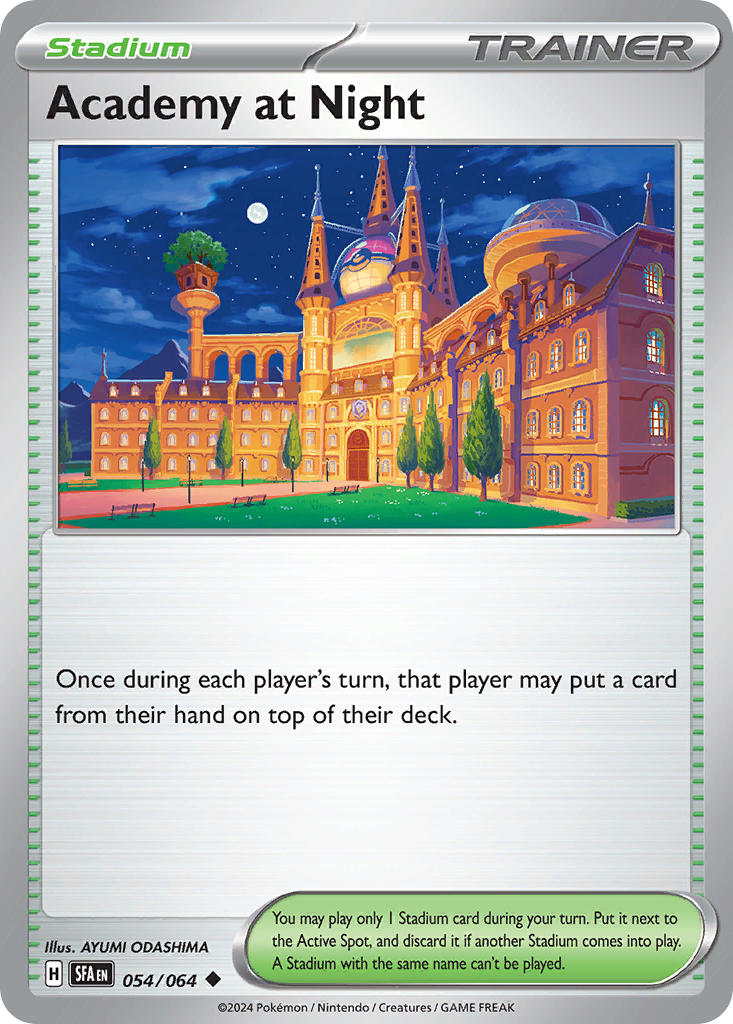 Stadium
TRAINER
Academy at Night
Once during each player's turn, that player may put a card
from their hand on top of their deck.
You may play only 1 Stadium card during your turn. Put it next to
the Active Spot, and discard it if another Stadium comes into play.
A Stadium with the same name can't be played.
Illus. AYUMI ODASHIMA
H SFA EN 054/064
©2024 Pokémon / Nintendo / Creatures / GAME FREAK